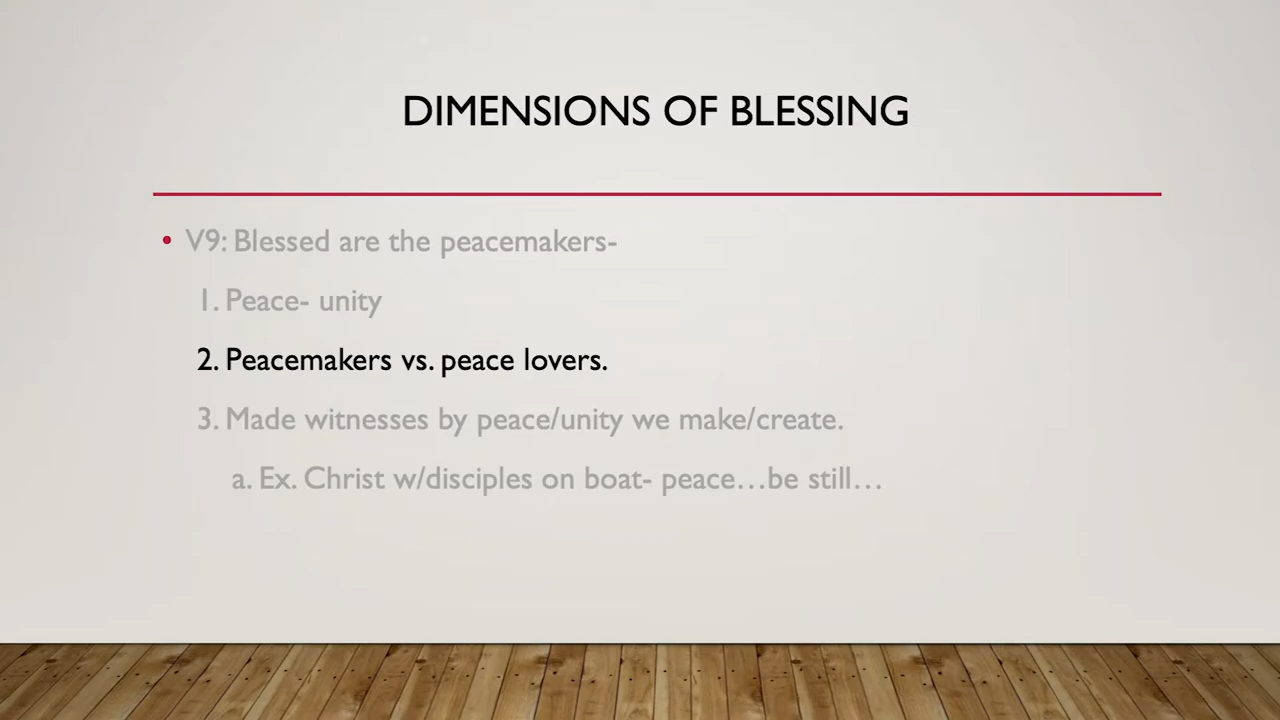 DIMENSIONS OF BLESSING
• V9: Blessed are the peacemakers-
1. Peace- unity
2. Peacemakers vs. peace lovers.
3. Made witnesses by peace/unity we make/create.
a. Ex. Christ w/disciples on boat- peace…be still…